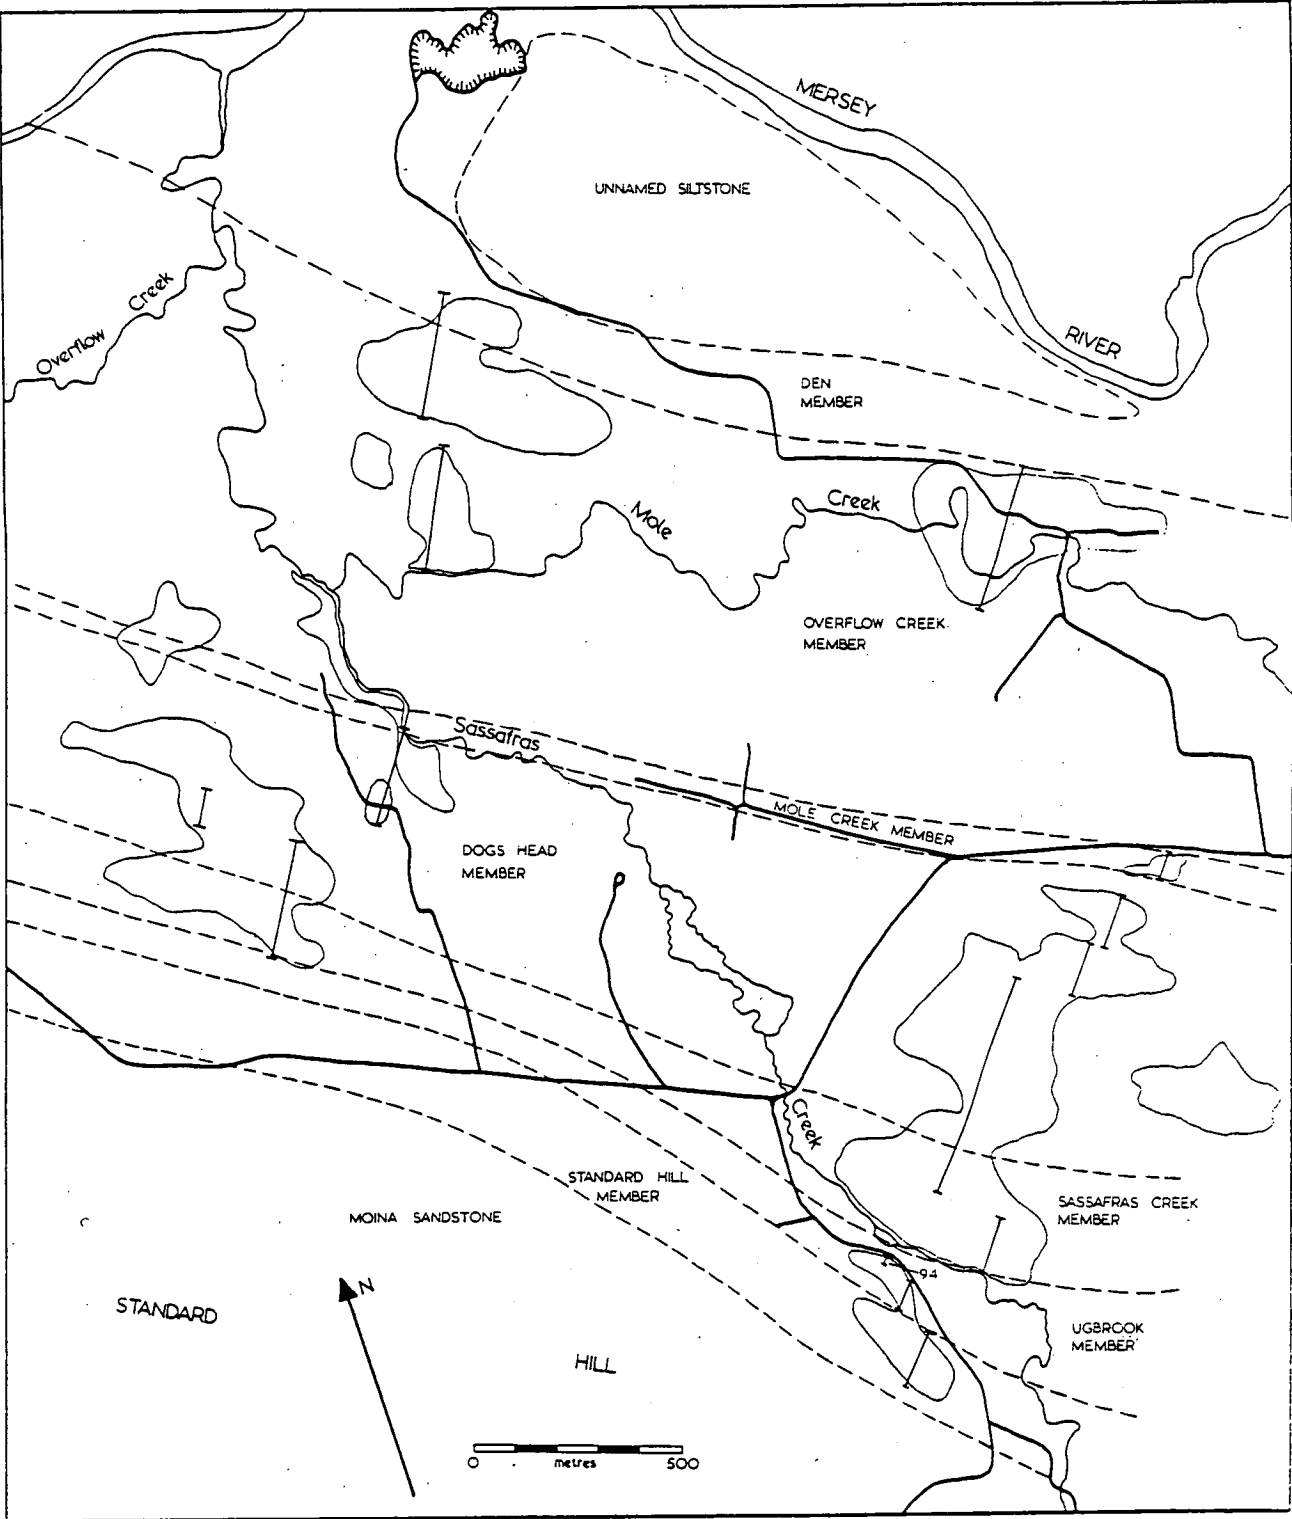 MERSEY
UNNAMED SILTSTONE
Overflow Creek
RIVER
DEN
MEMBER
Mole Creek
OVERFLOW CREEK
MEMBER
Sassafras
MOLE CREEK MEMBER
DOGS HEAD
MEMBER
Creek
STANDARD HILL
MEMBER
SASSAFRAS CREEK
MEMBER
MOINA SANDSTONE
94
N
STANDARD
HILL
UGBROOK
MEMBER
0 metres 500